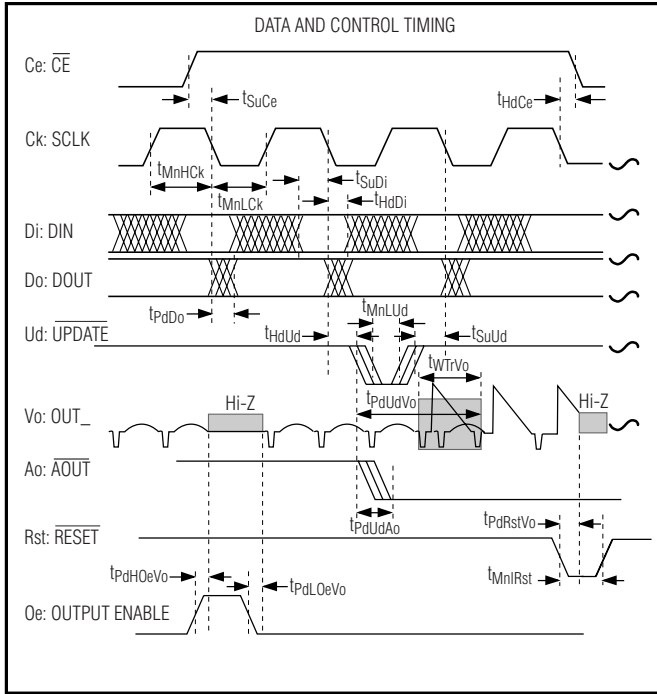 DATA AND CONTROL TIMING
Ce: CE
tSuCe
tHdCe
Ck: SCLK
tMnHCk
tMnLCk
tSuDi
tHdDi
Di: DIN
Do: DOUT
tPdDo
tHdUd
tMnLUd
tSuUd
Ud: UPDATE
tWTrVo
Hi-Z
tPdUdVo
Hi-Z
Vo: OUT_
Ao: AOUT
tPdUdAo
tPdRstVo
Rst: RESET
tMnlRst
tPdHOeVo
tPdLOeVo
Oe: OUTPUT ENABLE